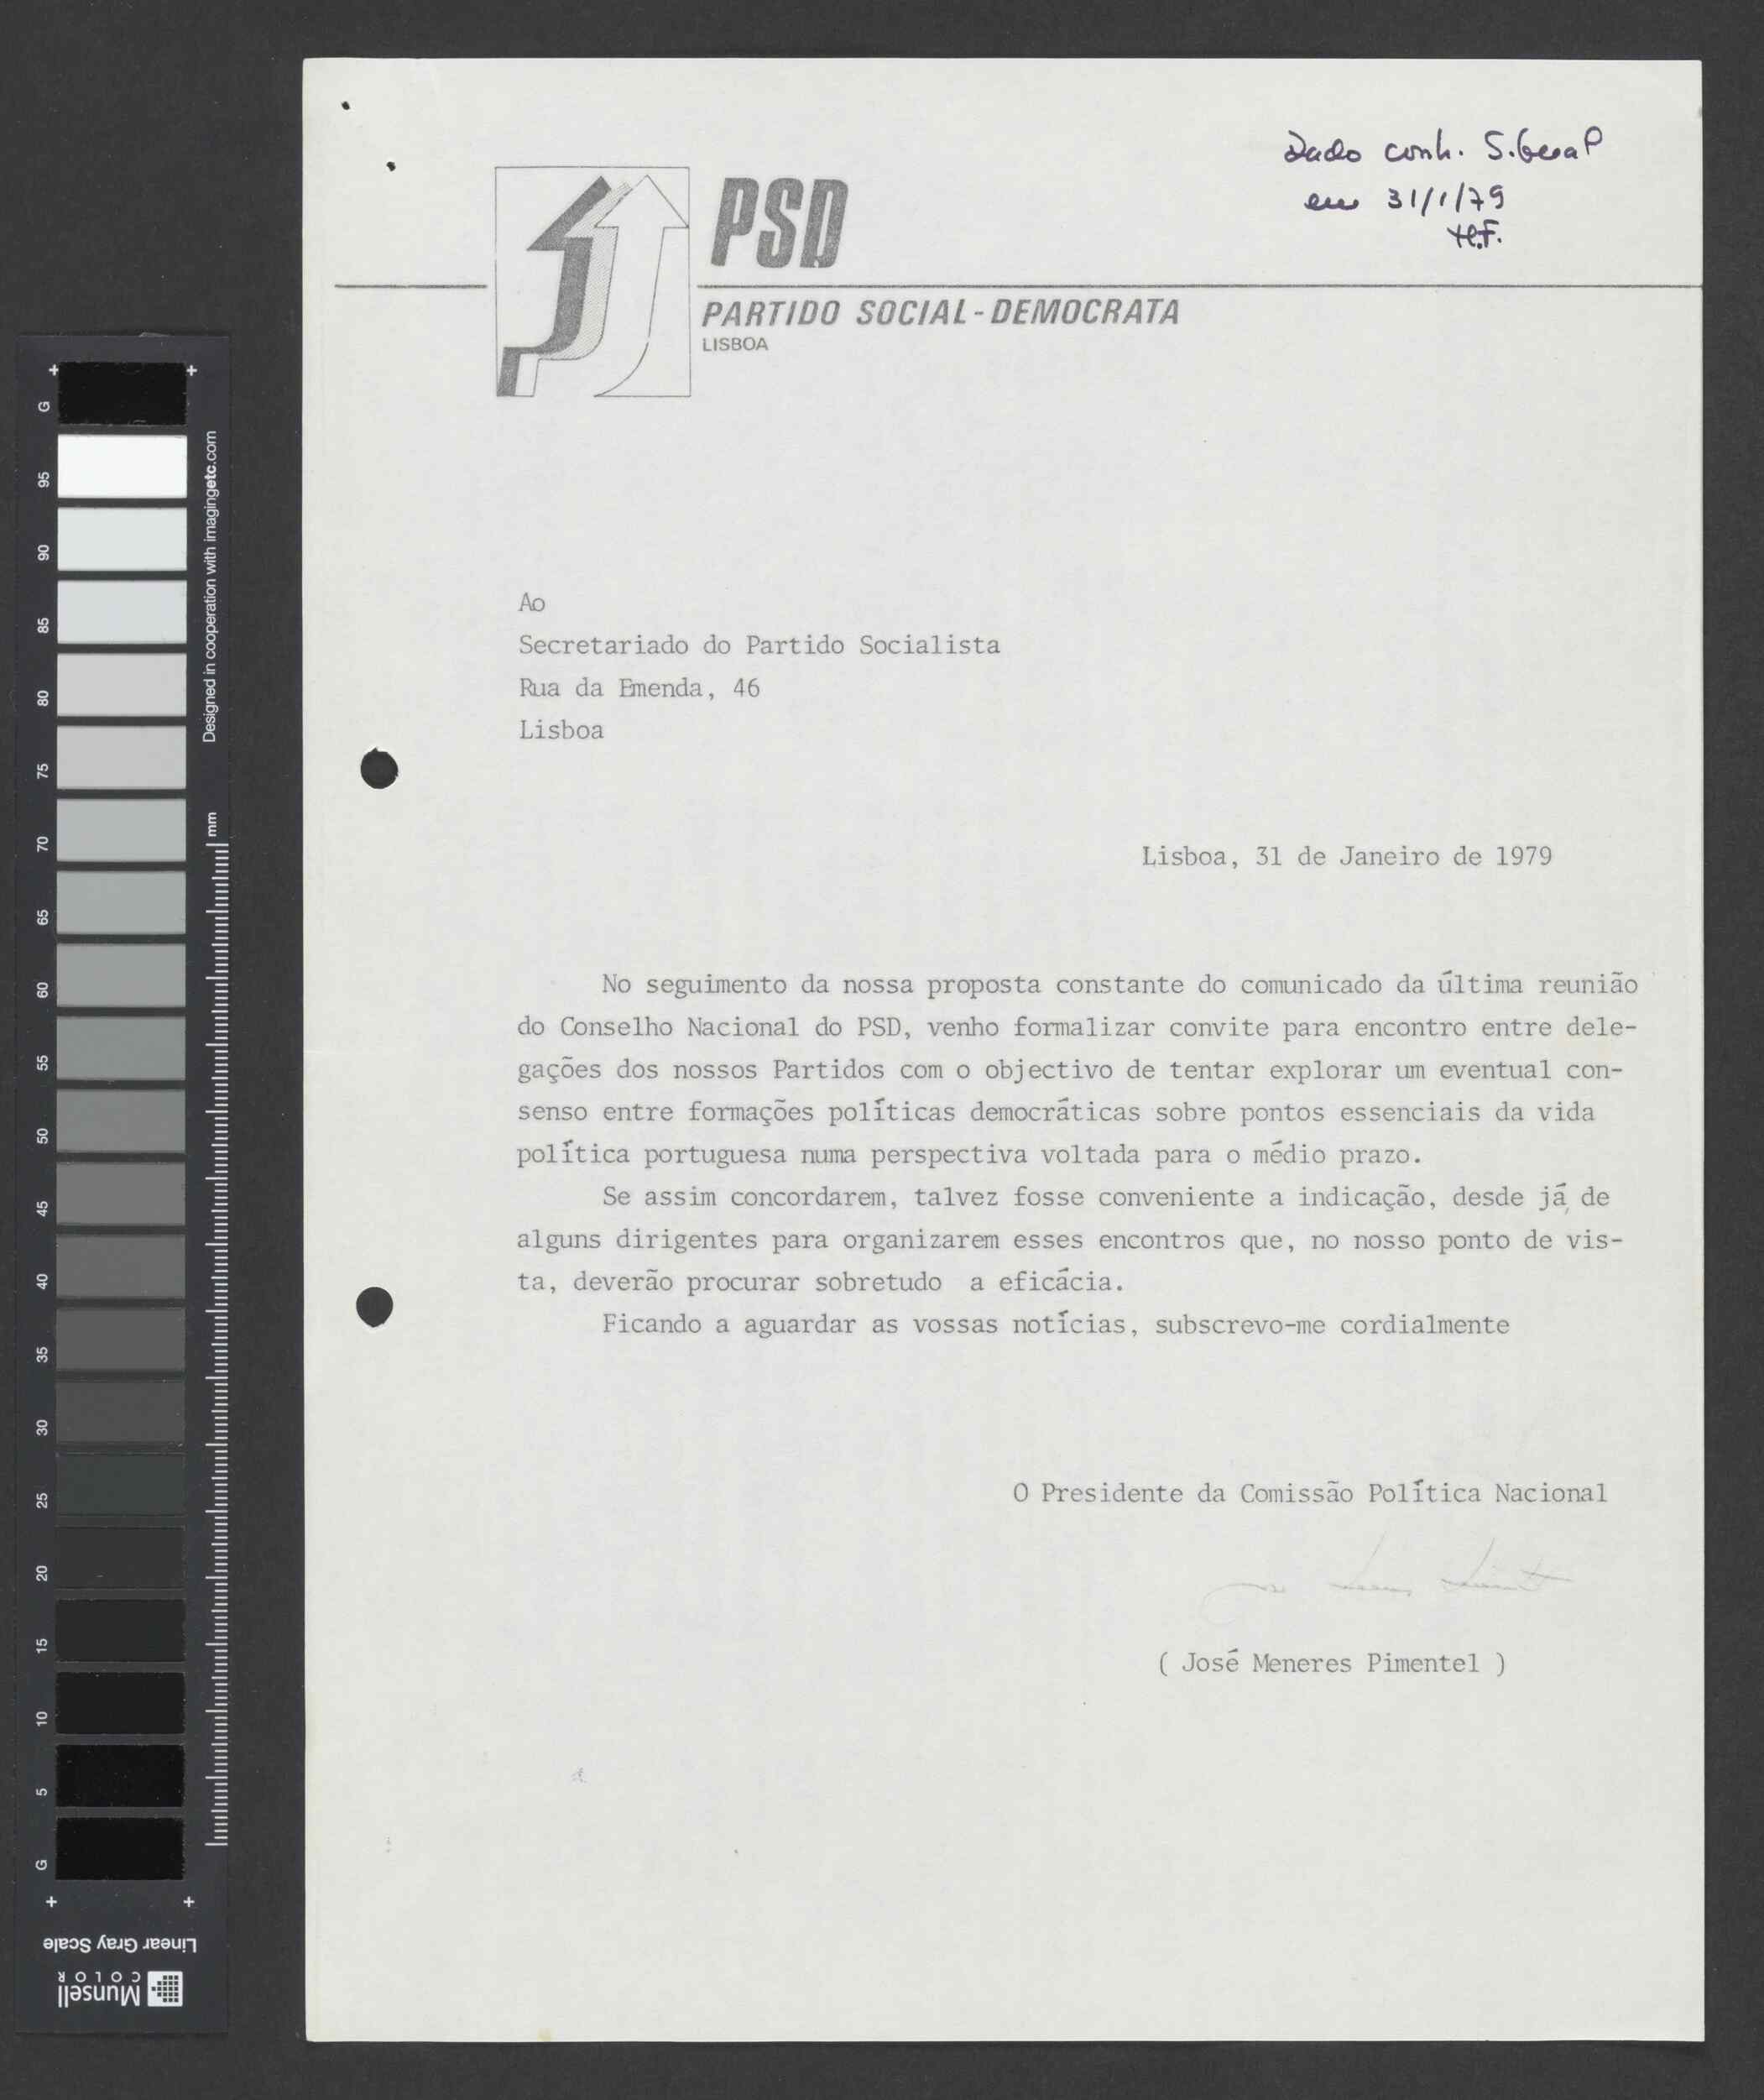 Dado conh. S. Geral
em 31/1/79
PSD
PARTIDO SOCIAL-DEMOCRATA
LISBOA
Ao
Secretariado do Partido Socialista
Rua da Emenda, 46
Lisboa
Lisboa, 31 de Janeiro de 1979
No seguimento da nossa proposta constante do comunicado da última reunião
do Conselho Nacional do PSD, venho formalizar convite para encontro entre dele-
gações dos nossos Partidos com o objectivo de tentar explorar um eventual con-
senso entre formações políticas democráticas sobre pontos essenciais da vida
política portuguesa numa perspectiva voltada para o médio prazo.
Se assim concordarem, talvez fosse conveniente a indicação, desde já, de
alguns dirigentes para organizarem esses encontros que, no nosso ponto de vis-
ta, deverão procurar sobretudo a eficácia.
Ficando a aguardar as vossas notícias, subscrevo-me cordialmente
O Presidente da Comissão Política Nacional
( José Meneres Pimentel )
G
95
90
85
80
75
70
65
60
55
50
45
40
35
30
25
20
15
10
5
G
Designed in cooperation with imagingetc.com
mm
Linear Gray Scale
Munsell
COLOR